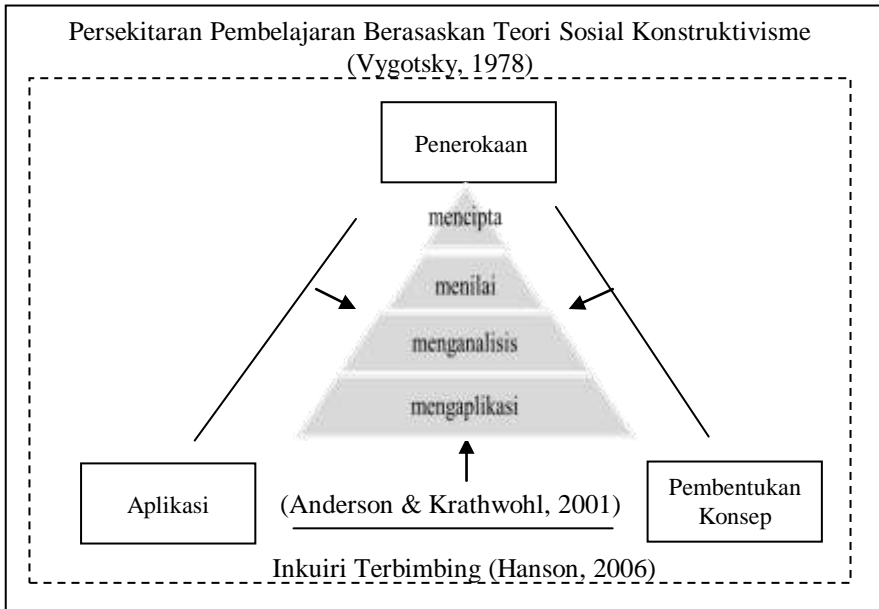 Persekitaran Pembelajaran Berasaskan Teori Sosial Konstruktivisme
(Vygotsky, 1978)
Penerokaan
mencipta
menilai
menganalisis
mengaplikasi
Aplikasi
(Anderson & Krathwohl, 2001)
Pembentukan
Konsep
Inkuiri Terbimbing (Hanson, 2006)